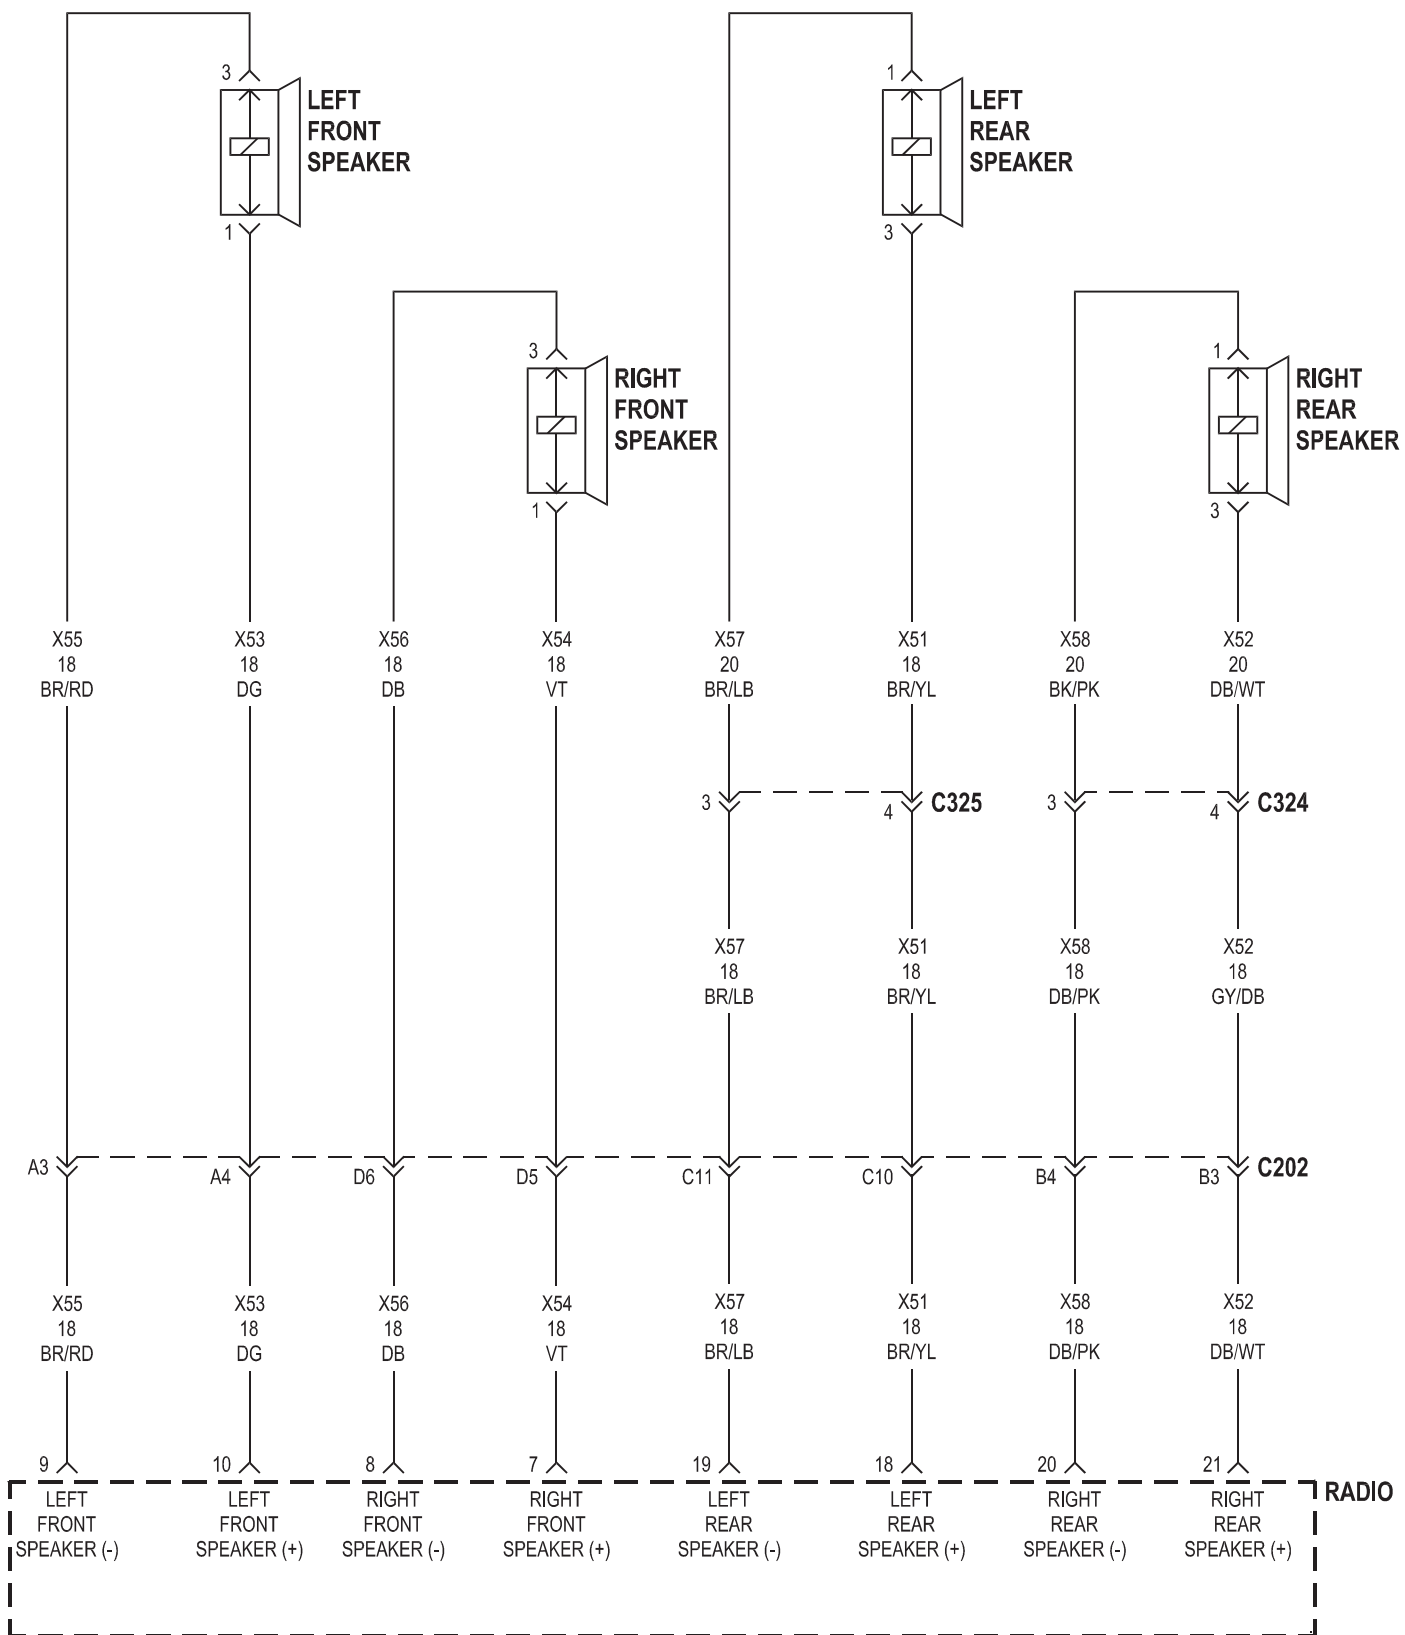 3
LEFT
FRONT
SPEAKER
1
1
LEFT
REAR
SPEAKER
3
3
RIGHT
FRONT
SPEAKER
1
1
RIGHT
REAR
SPEAKER
3
X55 X53 X56 X54 X57 X51 X58 X52
18 18 18 18 20 18 20 20
BR/RD DG DB VT BR/LB BR/YL BK/PK DB/WT
3 4 C325 3 4 C324
X57 X51 X58 X52
18 18 18 18
BR/LB BR/YL DB/PK GY/DB
A3 A4 D6 D5 C11 C10 B4 B3 C202
X55 X53 X56 X54 X57 X51 X58 X52
18 18 18 18 18 18 18 18
BR/RD DG DB VT BR/LB BR/YL DB/PK DB/WT
9 10 8 7 19 18 20 21
RADIO
LEFT LEFT RIGHT RIGHT LEFT LEFT RIGHT RIGHT
FRONT FRONT FRONT FRONT REAR REAR REAR REAR
SPEAKER (-) SPEAKER (+) SPEAKER (-) SPEAKER (+) SPEAKER (-) SPEAKER (+) SPEAKER (-) SPEAKER (+)